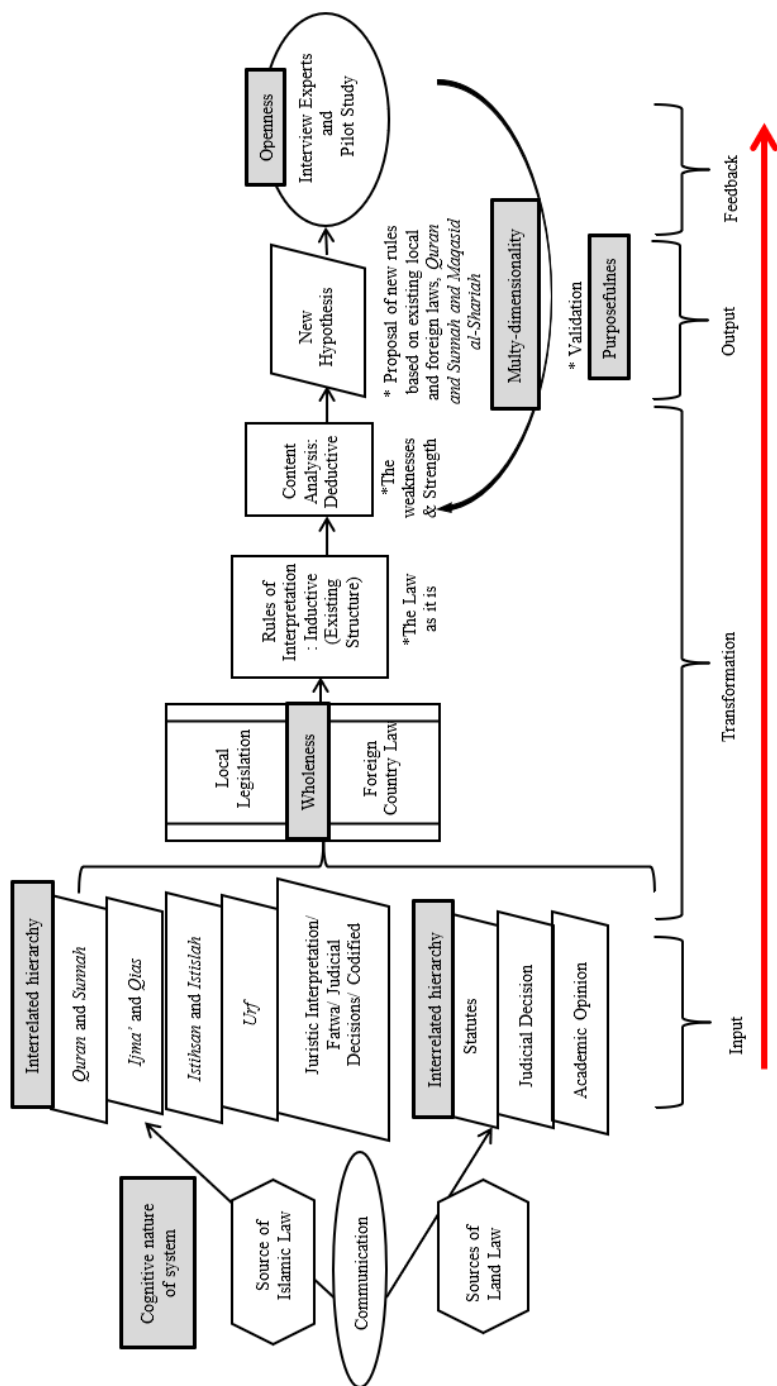 Cognitive nature
of system
Source of
Islamic Law
Communication
Sources of
Land Law
Interrelated hierarchy
Quran and Sunnah
Ijma' and Qias
Istihsan and Istislah
Urf
Juristic Interpretation/
Fatwa/ Judicial
Decisions/ Codified
Interrelated hierarchy
Statutes
Judicial Decision
Academic Opinion
Local
Legislation
Wholeness
Foreign
Country Law
Rules of
Interpretation
: Inductive
(Existing
Structure)
*The Law
as it is
Content
Analysis:
Deductive
*The
weaknesses
& Strength
New
Hypothesis
* Proposal of new rules
based on existing local
and foreign laws, Quran
and Sunnah and Maqasid
al-Shariah
Openness
Interview Experts
and
Pilot Study
Multy-dimensionality
* Validation
Purposefulnes
Input
Transformation
Output
Feedback